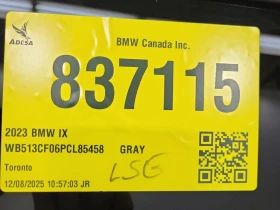 ADESA
BMW Canada Inc.
837115
2023 BMW IX
WB513CF06PCL85458 GRAY
Toronto
LSG
12/08/2025 10:57:03 JR